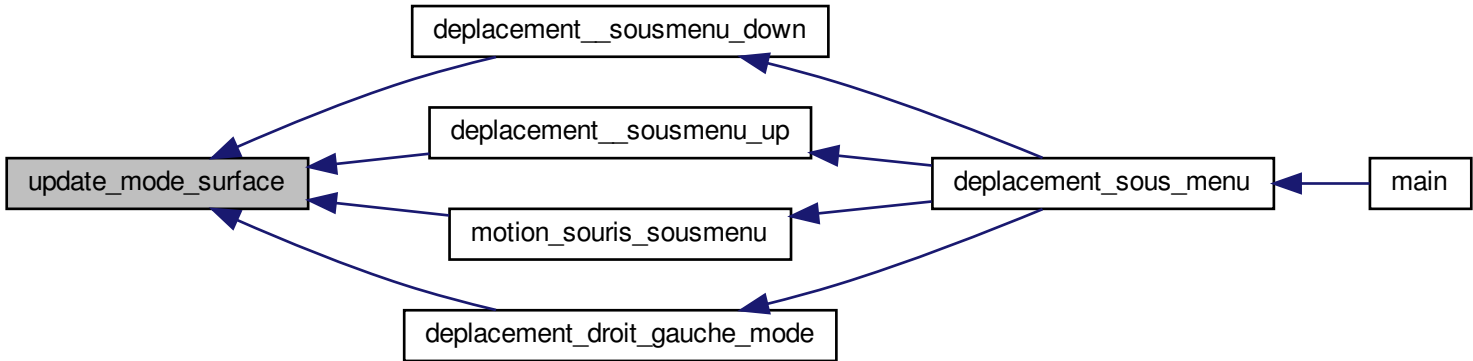 deplacement__sousmenu_down
deplacement__sousmenu_up
update_mode_surface
deplacement_sous_menu
main
motion_souris_sousmenu
deplacement_droit_gauche_mode